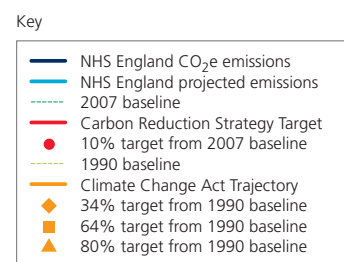 Key
NHS England CO₂e emissions
NHS England projected emissions
2007 baseline
Carbon Reduction Strategy Target
10% target from 2007 baseline
1990 baseline
Climate Change Act Trajectory
34% target from 1990 baseline
64% target from 1990 baseline
80% target from 1990 baseline